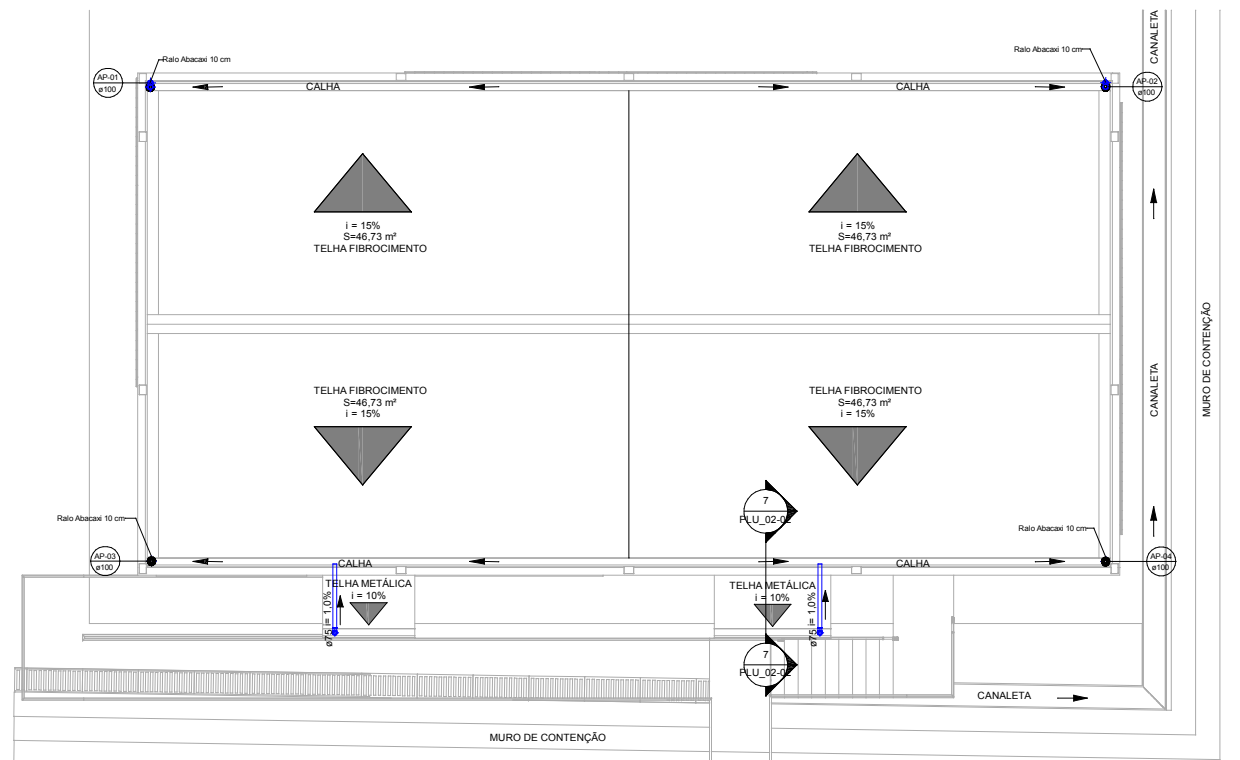 CANALETA
Ralo Abacaxi 10 cm
Ralo Abacaxi 10 cm
AP-01
ø100
CALHA
CALHA
AP-02
ø100
i = 15%
S=46,73 m²
TELHA FIBROCIMENTO
i = 15%
S=46,73 m²
TELHA FIBROCIMENTO
MURO DE CONTENÇÃO
CANALETA
TELHA FIBROCIMENTO
S=46,73 m²
i = 15%
TELHA FIBROCIMENTO
S=46,73 m²
i = 15%
7
PLU_02-02
Ralo Abacaxi 10 cm
Ralo Abacaxi 10 cm
AP-03
ø100
CALHA
CALHA
AP-04
ø100
TELHA METÁLICA
i = 10%
TELHA METÁLICA
i = 10%
ø75 i= 1,0%
ø75 i= 1,0%
7
PLU_02-02
CANALETA
MURO DE CONTENÇÃO